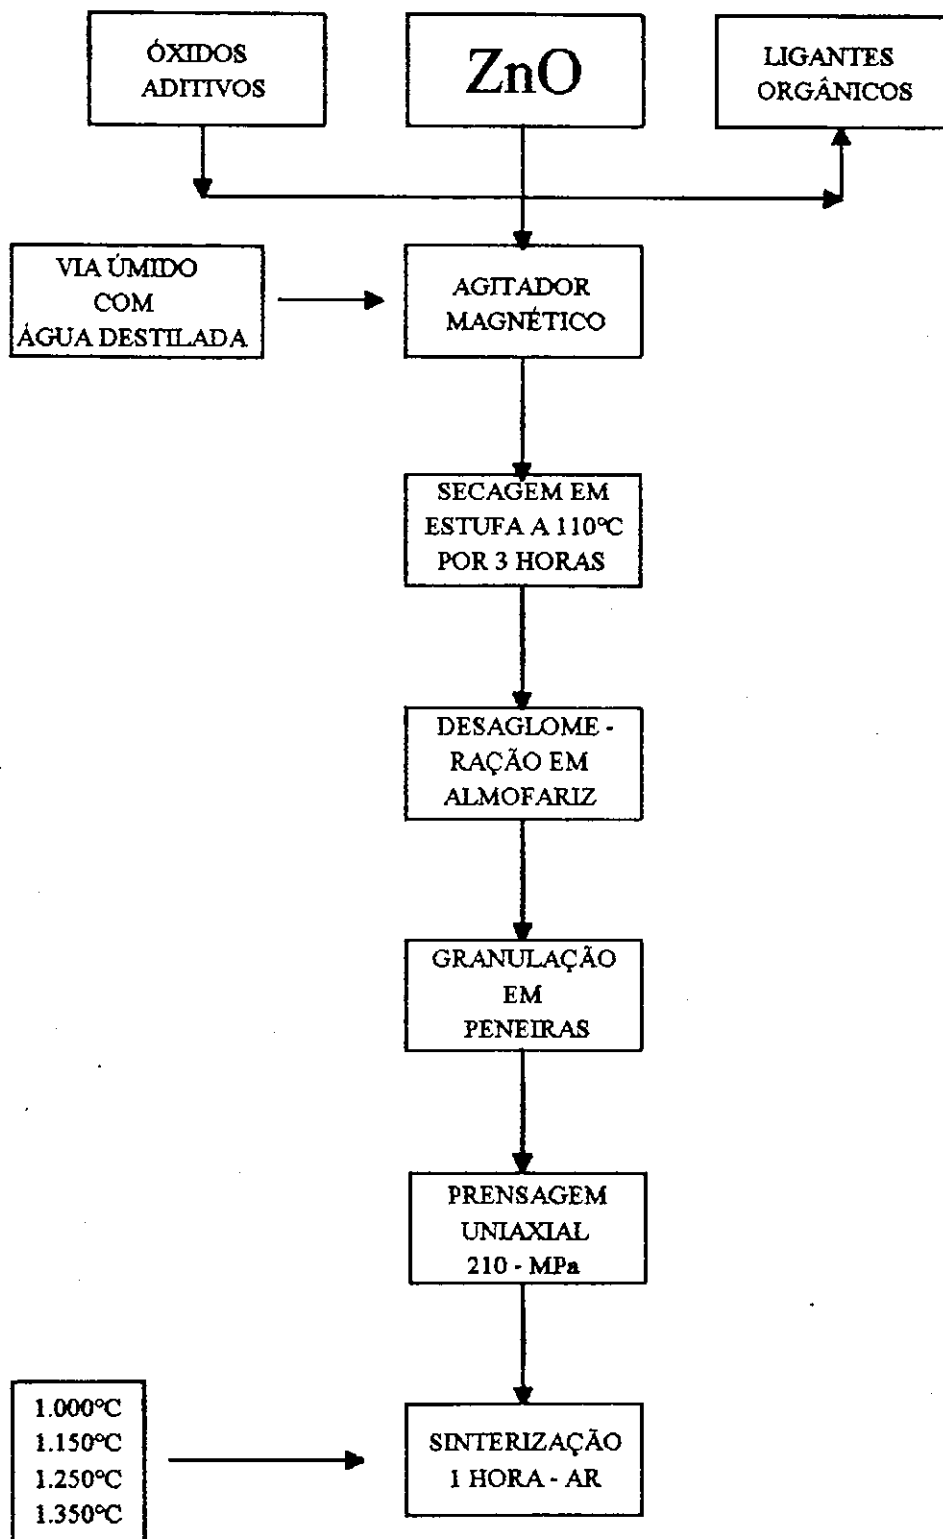 ÓXIDOS
ADITIVOS
ZnO
LIGANTES
ORGÂNICOS
VIA ÚMIDO
COM
ÁGUA DESTILADA
AGITADOR
MAGNÉTICO
SECAGEM EM
ESTUFA A 110°C
POR 3 HORAS
DESAGLOME -
RAÇÃO EM
ALMOFARIZ
GRANULAÇÃO
EM
PENEIRAS
PRENSAGEM
UNIAXIAL
210 - MPa
1.000°C
1.150°C
1.250°C
1.350°C
SINTERIZAÇÃO
1 HORA - AR